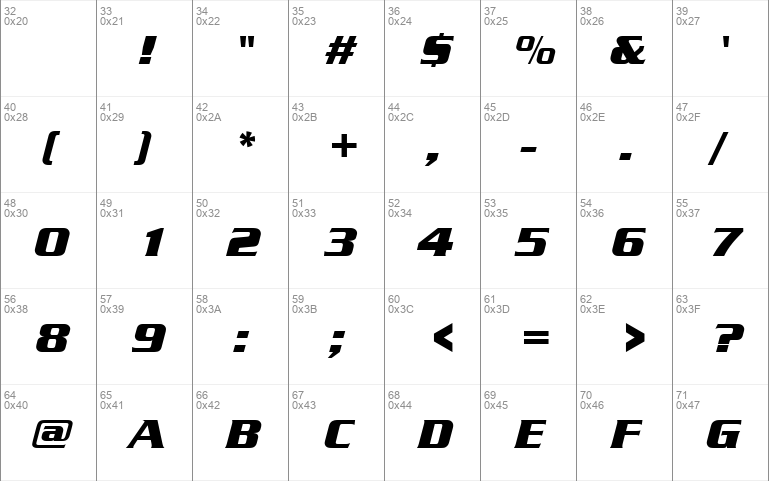 32 33 34 35 36 37 38 39
0x20 0x21 0x22 0x23 0x24 0x25 0x26 0x27
! " # $ % & '
40 41 42 43 44 45 46 47
0x28 0x29 0x2A 0x2B 0x2C 0x2D 0x2E 0x2F
( ) * + , - . /
48 49 50 51 52 53 54 55
0x30 0x31 0x32 0x33 0x34 0x35 0x36 0x37
0 1 2 3 4 5 6 7
56 57 58 59 60 61 62 63
0x38 0x39 0x3A 0x3B 0x3C 0x3D 0x3E 0x3F
8 9 : ; < = > ?
64 65 66 67 68 69 70 71
0x40 0x41 0x42 0x43 0x44 0x45 0x46 0x47
@ A B C D E F G